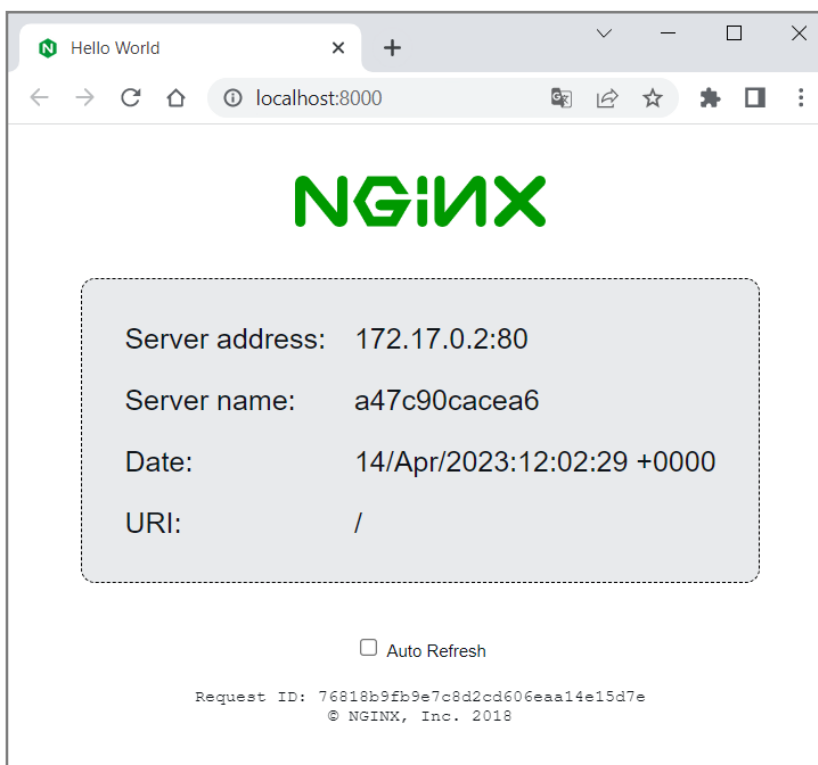 Hello World
localhost:8000
NGINX
Server address: 172.17.0.2:80
Server name: a47c90cacea6
Date: 14/Apr/2023:12:02:29 +0000
URI: /
Auto Refresh
Request ID: 76818b9fb9e7c8d2cd606eaa14e15d7e
© NGINX, Inc. 2018